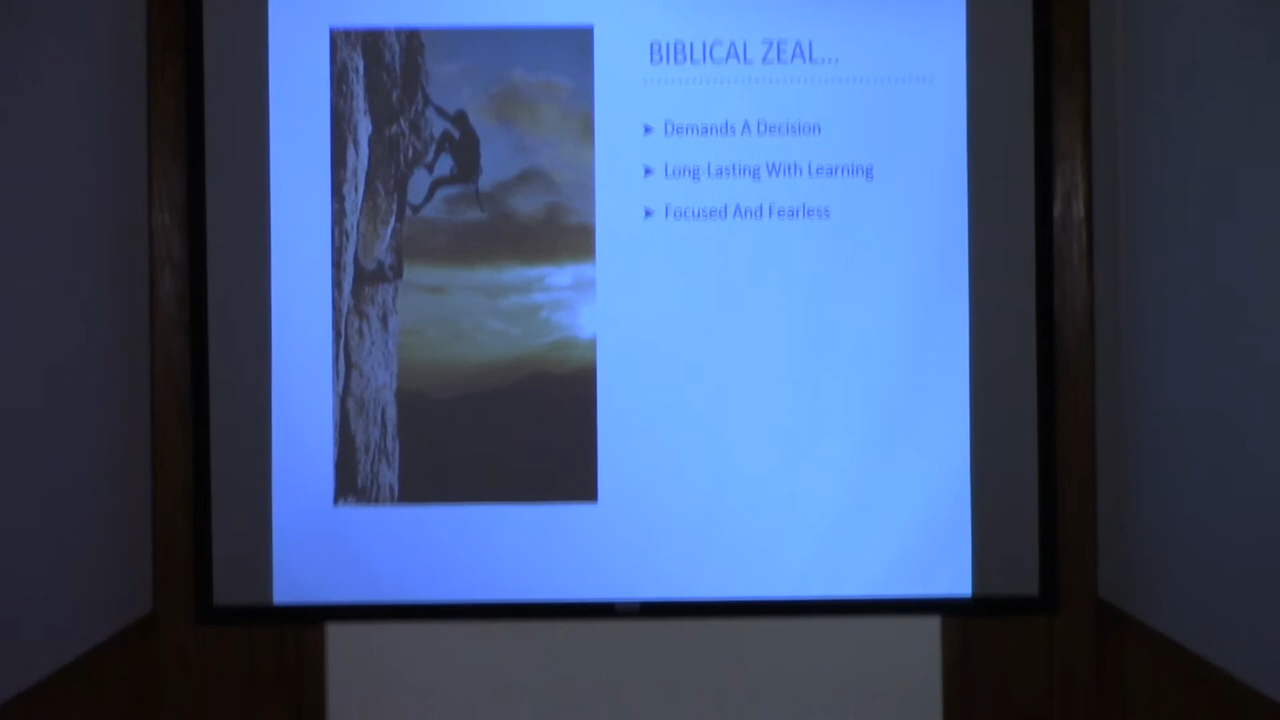 BIBLICAL ZEAL...
Demands A Decision
Long-Lasting With Learning
Focused And Fearless